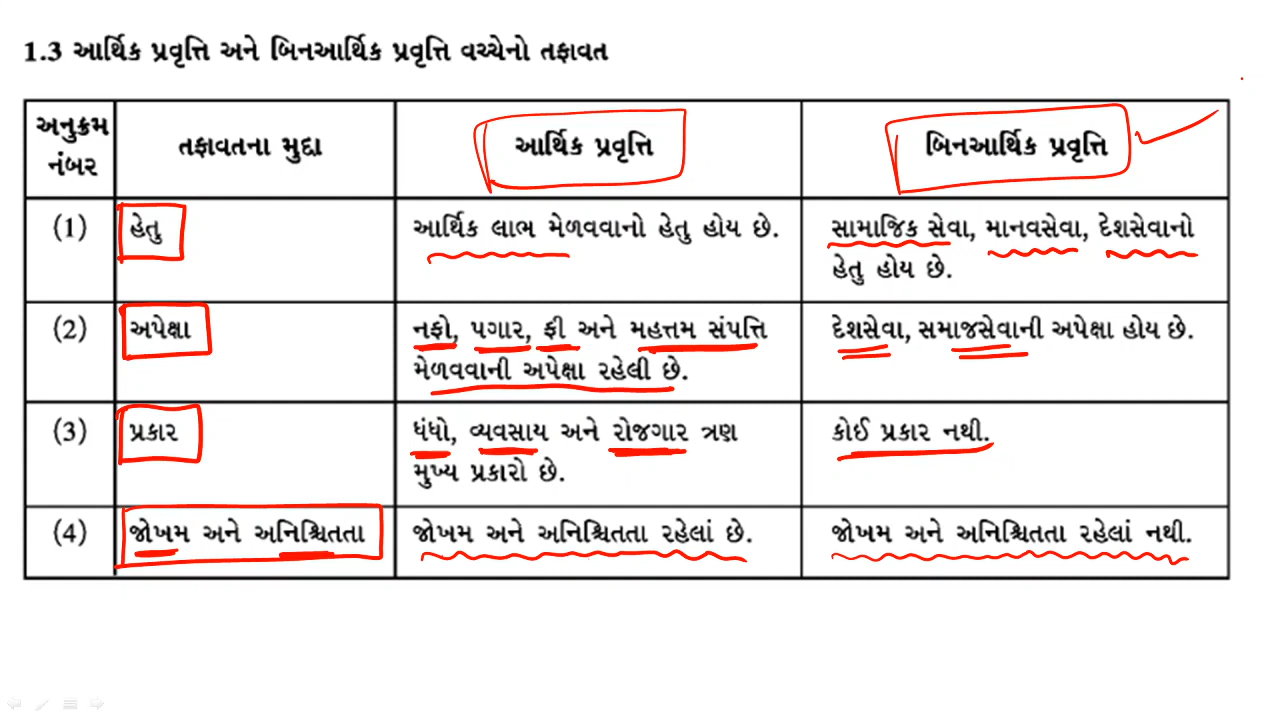 1.3 આર્થિક પ્રવૃત્તિ અને બિનઆર્થિક પ્રવૃત્તિ વચ્ચેનો તફાવત
અનુક્રમ
નંબર
તફાવતના મુદ્દા
આર્થિક પ્રવૃત્તિ
બિનઆર્થિક પ્રવૃત્તિ
(1)
હેતુ
આર્થિક લાભ મેળવવાનો હેતુ હોય છે.
સામાજિક સેવા, માનવસેવા, દેશસેવાનો
હેતુ હોય છે.
(2)
અપેક્ષા
નફો, પગાર, ફી અને મહત્તમ સંપત્તિ
મેળવવાની અપેક્ષા રહેલી છે.
દેશસેવા, સમાજસેવાની અપેક્ષા હોય છે.
(3)
પ્રકાર
ધંધો, વ્યવસાય અને રોજગાર ત્રણ
મુખ્ય પ્રકારો છે.
કોઈ પ્રકાર નથી.
(4)
જોખમ અને અનિશ્ચિતતા
જોખમ અને અનિશ્ચિતતા રહેલાં છે.
જોખમ અને અનિશ્ચિતતા રહેલાં નથી.